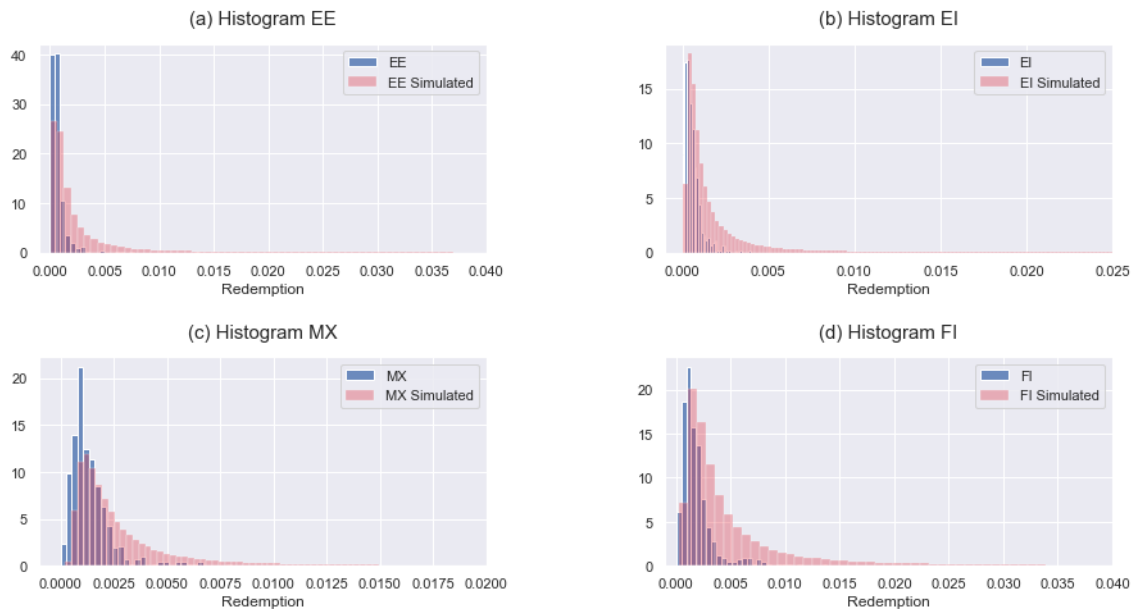 (a) Histogram EE
40
30
20
10
0
EE
EE Simulated
0.000 0.005 0.010 0.015 0.020 0.025 0.030 0.035 0.040
Redemption
(b) Histogram EI
15
10
5
0
EI
EI Simulated
0.000 0.005 0.010 0.015 0.020 0.025
Redemption
(c) Histogram MX
20
15
10
5
0
MX
MX Simulated
0.0000 0.0025 0.0050 0.0075 0.0100 0.0125 0.0150 0.0175 0.0200
Redemption
(d) Histogram FI
20
15
10
5
0
FI
FI Simulated
0.000 0.005 0.010 0.015 0.020 0.025 0.030 0.035 0.040
Redemption